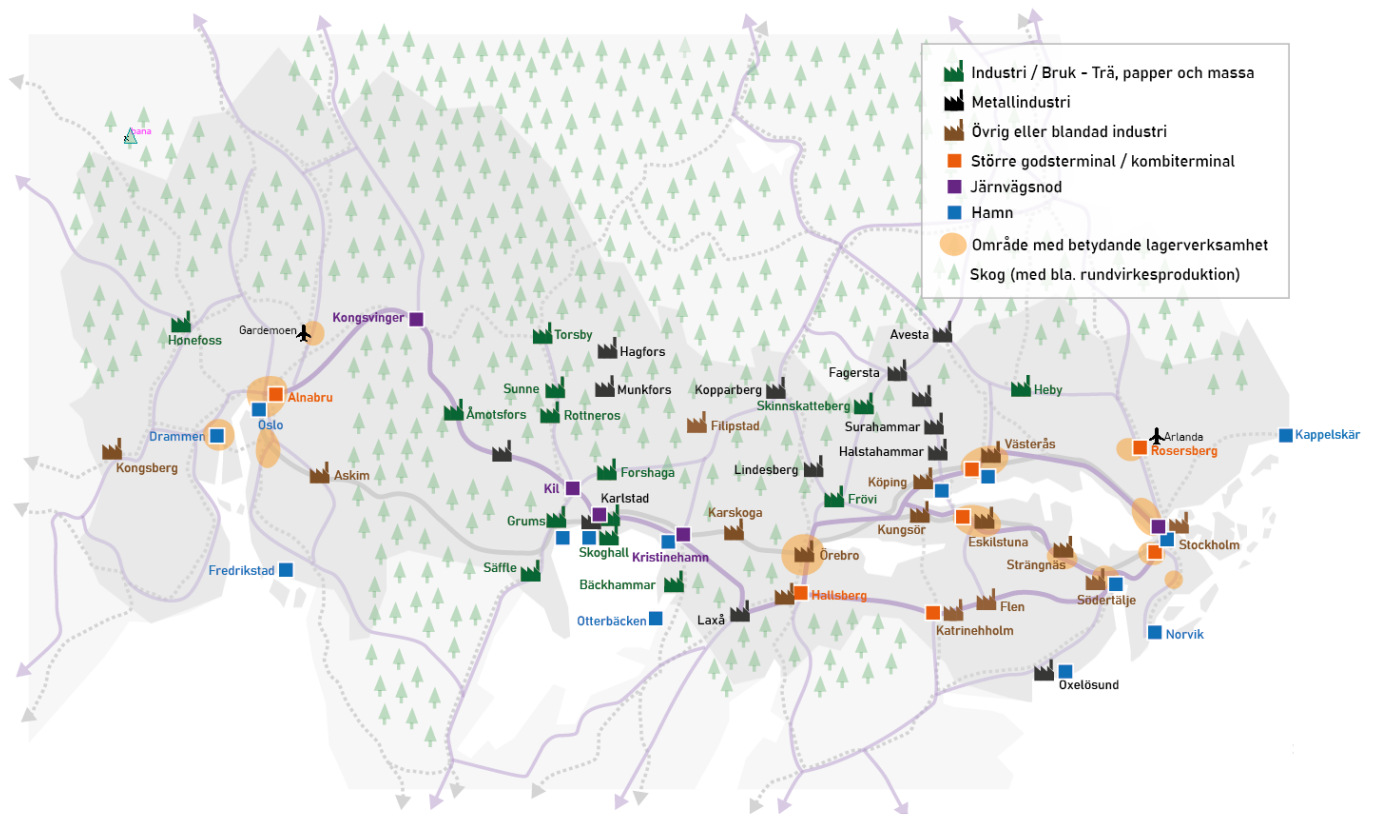 Industri / Bruk - Trä, papper och massa
Metallindustri
Övrig eller blandad industri
Större godsterminal / kombiterminal
Järnvägsnod
Hamn
Område med betydande lagerverksamhet
Skog (med bla. rundvirkesproduktion)
Kongsvinger
Gardemoen
Hønefoss
Torsby
Hagfors
Avesta
Fagersta
Alnabru
Sunne
Munkfors
Kopparberg
Heby
Skinnskatteberg
Åmotsfors
Rottneros
Oslo
Filipstad
Surahammar
Drammen
Arlanda
Kappelskär
Västerås
Rosersberg
Halstahammar
Kongsberg
Askim
Forshaga
Lindesberg
Köping
Kil
Karlstad
Frövi
Karskoga
Grums
Kungsör
Eskilstuna
Stockholm
Skoghall
Kristinehamn
Örebro
Strängnäs
Säffle
Fredrikstad
Bäckhammar
Hallsberg
Södertälje
Flen
Otterbäcken
Laxå
Katrinehholm
Norvik
Oxelösund